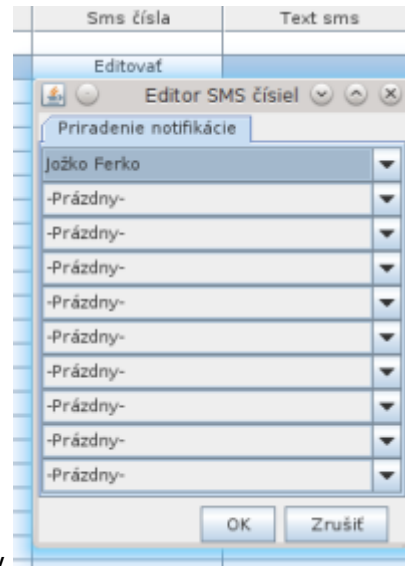 Sms čísla Text sms
Editovať
Editor SMS čísiel
Priradenie notifikácie
Jožko Ferko
-Prázdny-
-Prázdny-
-Prázdny-
-Prázdny-
-Prázdny-
-Prázdny-
-Prázdny-
-Prázdny-
-Prázdny-
OK Zrušiť